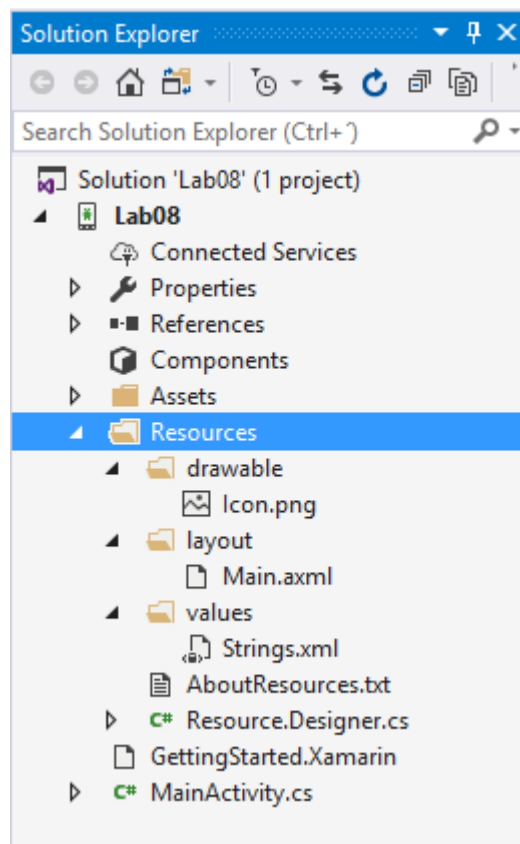 Solution Explorer
Search Solution Explorer (Ctrl+´)
Solution 'Lab08' (1 project)
Lab08
Connected Services
Properties
References
Components
Assets
Resources
drawable
Icon.png
layout
Main.axml
values
Strings.xml
AboutResources.txt
C# Resource.Designer.cs
GettingStarted.Xamarin
C# MainActivity.cs